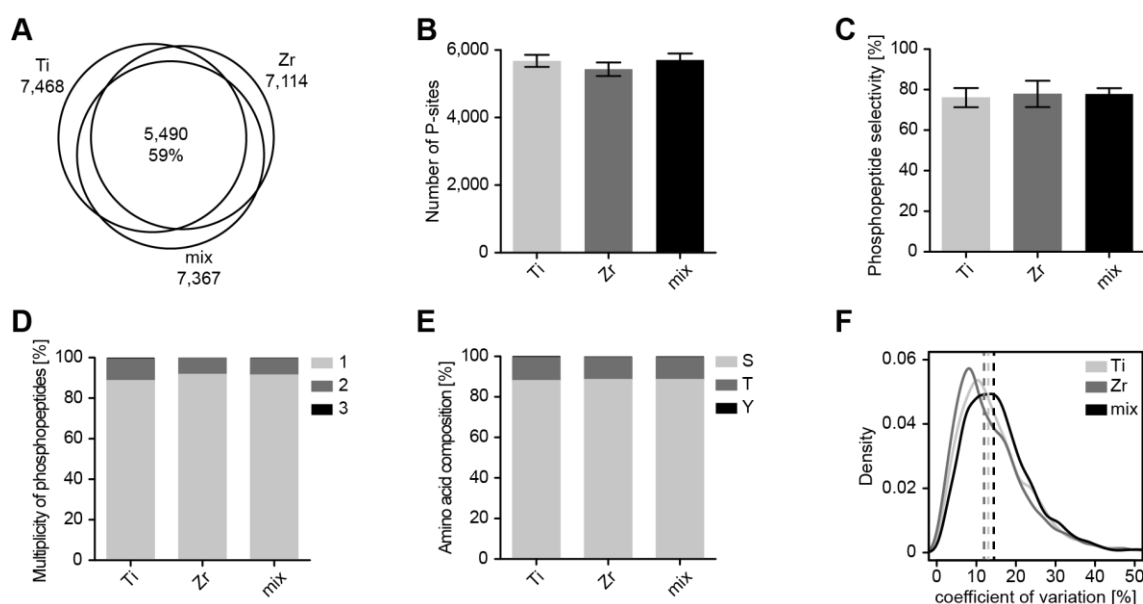 A
Ti
7,468
Zr
7,114
5,490
59%
mix
7,367
B
Number of P-sites
6,000
4,000
2,000
0
Ti
Zr
mix
C
Phosphopeptide selectivity [%]
100
80
60
80
40
20
0
Ti
Zr
mix
D
Multiplicity of phosphopeptides [%]
100
80
60
40
20
0
Ti
Zr
mix
1
2
3
E
Amino acid composition [%]
100
80
60
40
20
0
Ti
Zr
mix
S
T
Y
F
Density
0.06
0.04
0.02
0
Ti
Zr
mix
0
10
20
30
40
50
coefficient of variation [%]